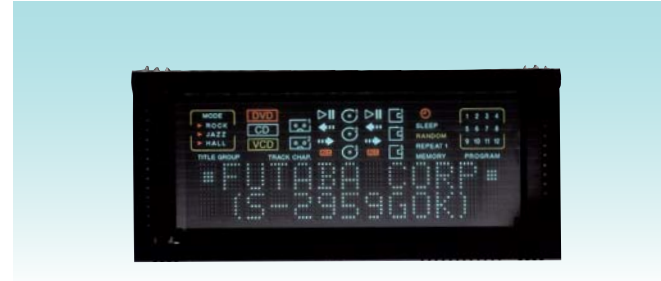 MODE
ROCK
JAZZ
HALL
DVD
CD
VCD
SLEEP
RANDOM
REPEAT 1
MEMORY
1 2 3 4
5 6 7 8
9 10 11 12
TITLE GROUP TRACK CHAP. PROGRAM
*FUTABA CORP*
(S-2959GOK)